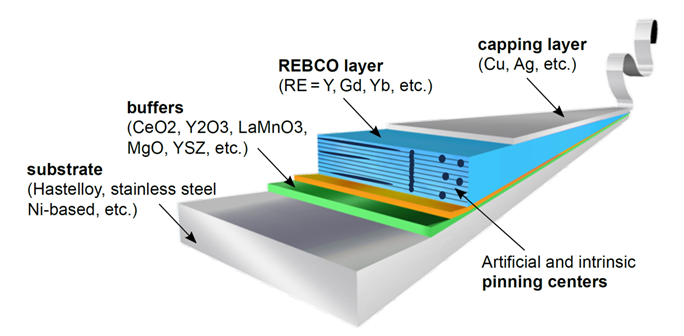 capping layer
(Cu, Ag, etc.)
REBCO layer
(RE = Y, Gd, Yb, etc.)
buffers
(CeO2, Y2O3, LaMnO3,
MgO, YSZ, etc.)
substrate
(Hastelloy, stainless steel
Ni-based, etc.)
Artificial and intrinsic
pinning centers